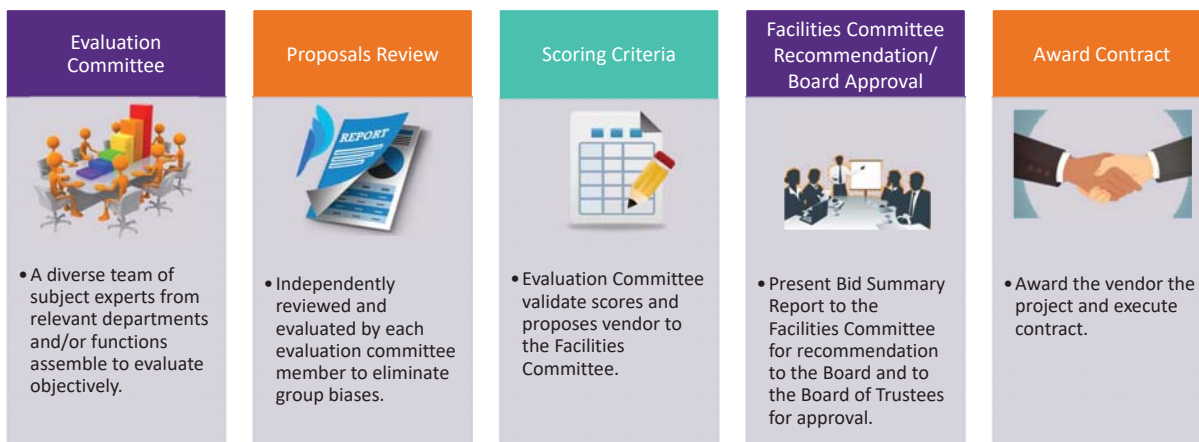 Evaluation
Committee
• A diverse team of
subject experts from
relevant departments
and/or functions
assemble to evaluate
objectively.
Proposals Review
REPORT
• Independently
reviewed and
evaluated by each
evaluation committee
member to eliminate
group biases.
Scoring Criteria
• Evaluation Committee
validate scores and
proposes vendor to
the Facilities
Committee.
Facilities Committee
Recommendation/
Board Approval
• Present Bid Summary
Report to the
Facilities Committee
for recommendation
to the Board and to
the Board of Trustees
for approval.
Award Contract
• Award the vendor the
project and execute
contract.